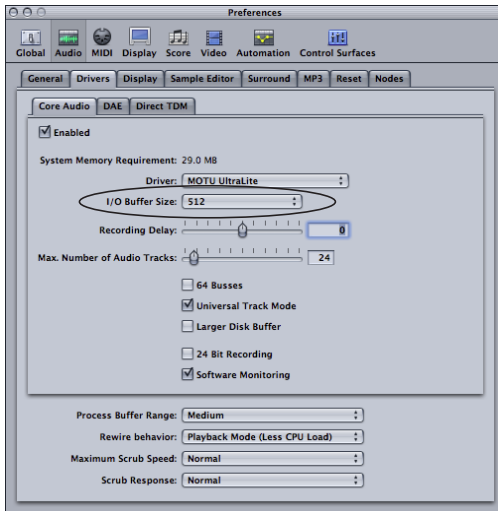 Preferences
Global Audio MIDI Display Score Video Automation Control Surfaces
General Drivers Display Sample Editor Surround MP3 Reset Nodes
Core Audio DAE Direct TDM
Enabled
System Memory Requirement: 29.0 MB
Driver: MOTU UltraLite
I/O Buffer Size: 512
Recording Delay: 0
Max. Number of Audio Tracks: 24
64 Busses
Universal Track Mode
Larger Disk Buffer
24 Bit Recording
Software Monitoring
Process Buffer Range: Medium
Rewire behavior: Playback Mode (Less CPU Load)
Maximum Scrub Speed: Normal
Scrub Response: Normal